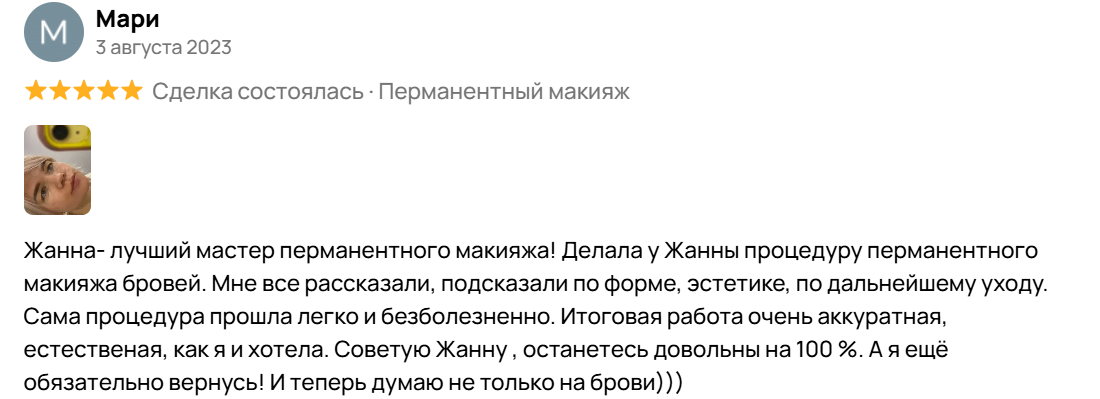 М
Мари
3 августа 2023
Сделка состоялась · Перманентный макияж
Жанна- лучший мастер перманентного макияжа! Делала у Жанны процедуру перманентного
макияжа бровей. Мне все рассказали, подсказали по форме, эстетике, по дальнейшему уходу.
Сама процедура прошла легко и безболезненно. Итоговая работа очень аккуратная,
естественая, как я и хотела. Советую Жанну , останетесь довольны на 100 %. А я ещё
обязательно вернусь! И теперь думаю не только на брови)))